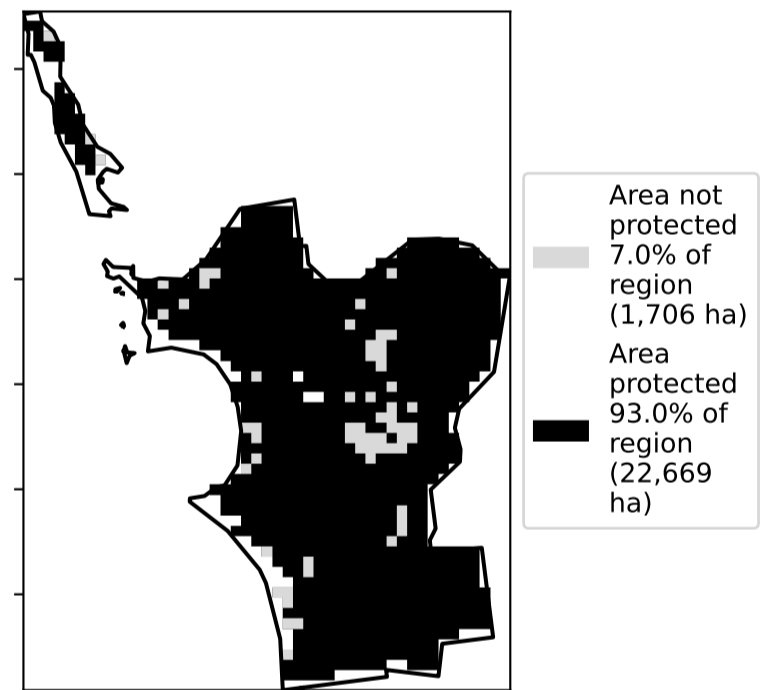 Area not
protected
7.0% of
region
(1,706 ha)
Area
protected
93.0% of
region
(22,669
ha)